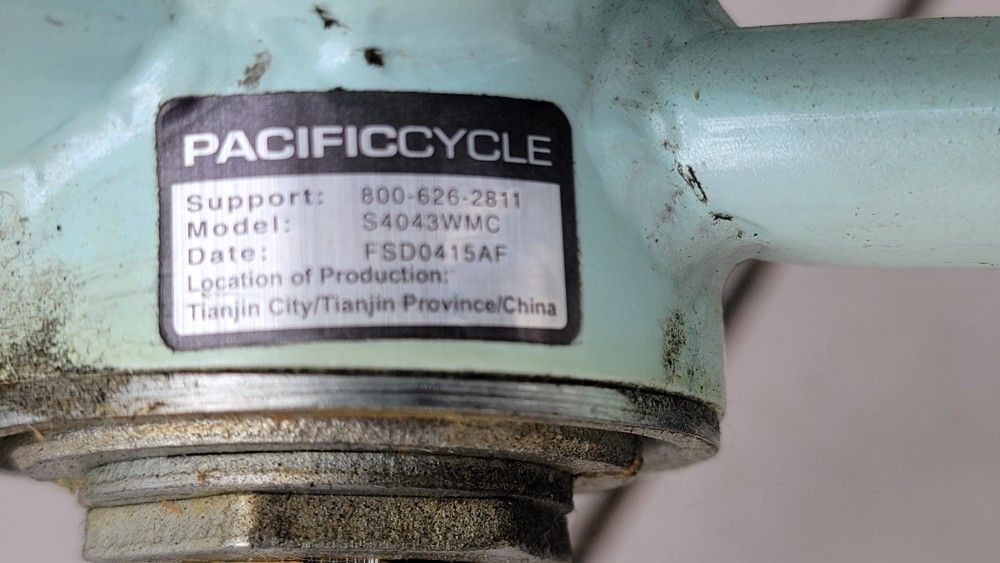 PACIFICCYCLE
Support: 800-626-2811
Model: S4043WMC
Date: FSD0415AF
Location of Production:
Tianjin City/Tianjin Province/China